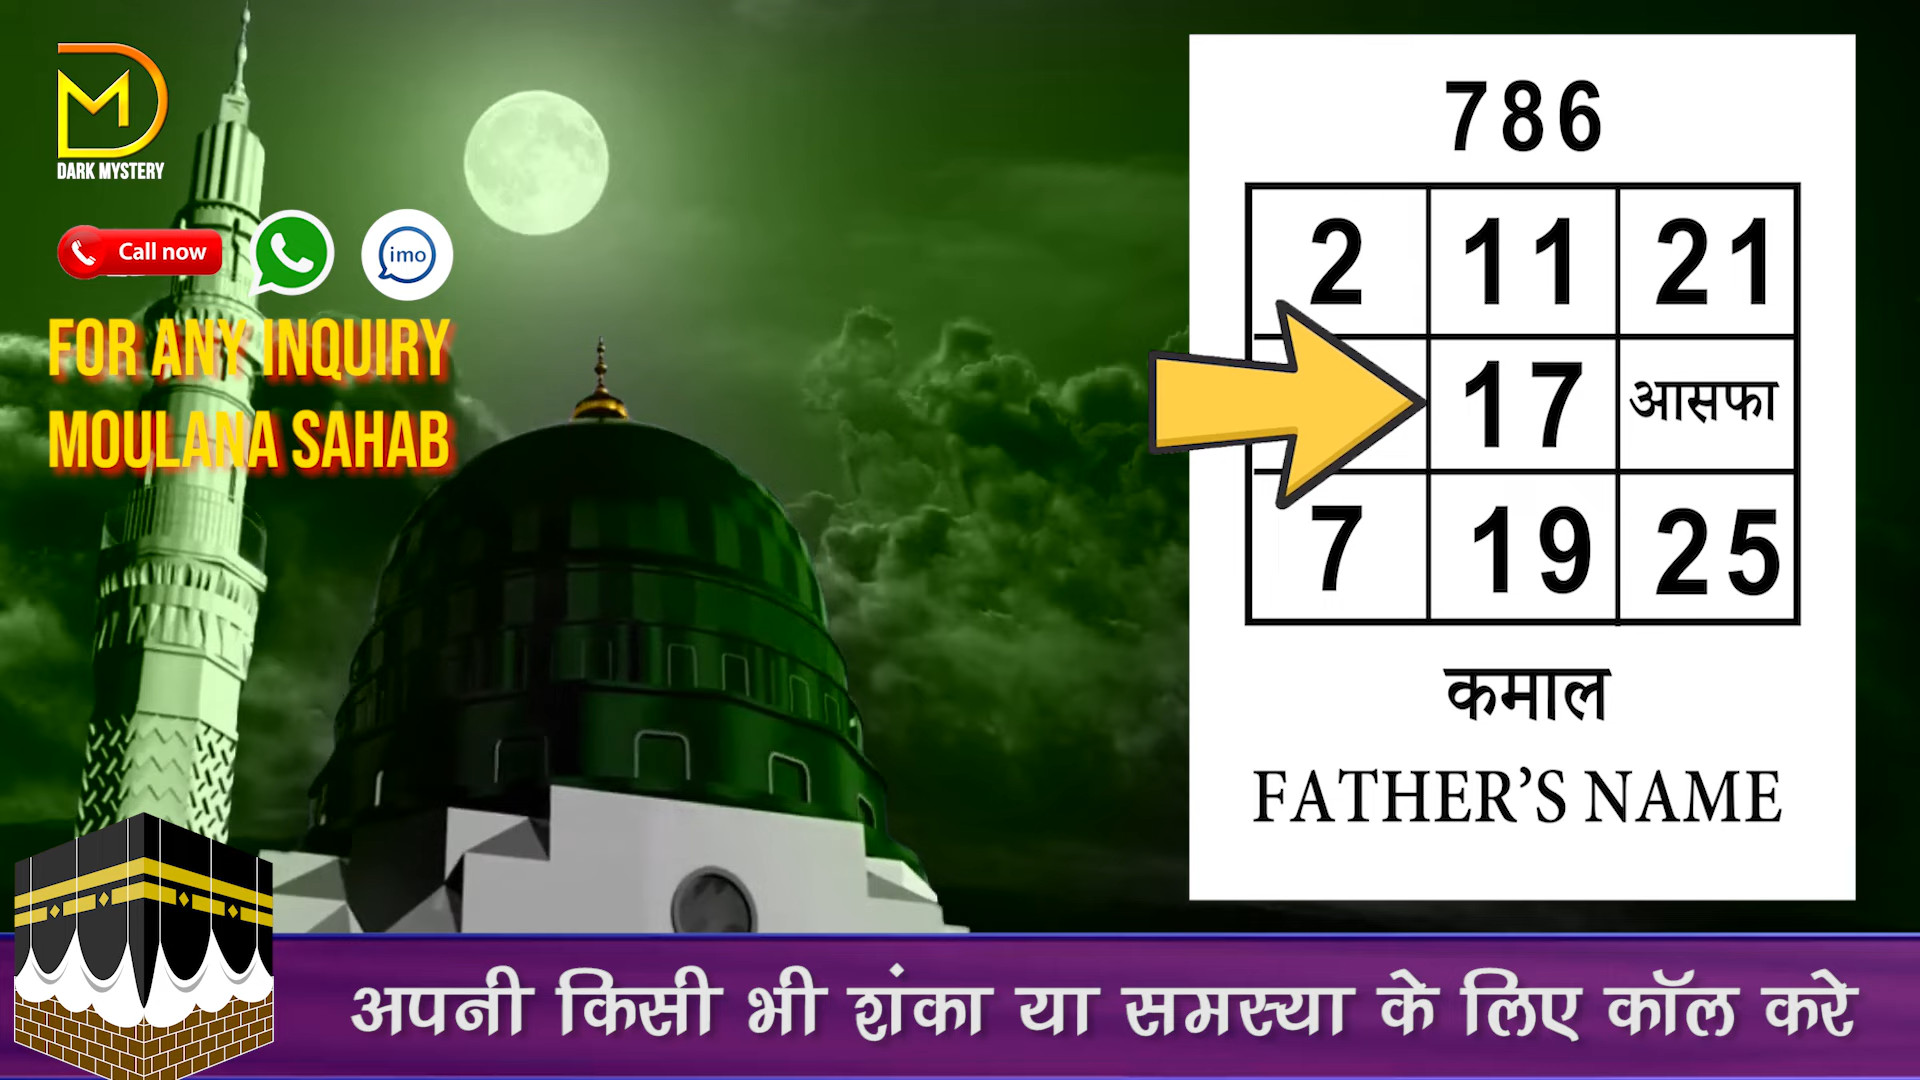 DARK MYSTERY
Call now
imo
FOR ANY INQUIRY
MOULANA SAHAB
786
2 11 21
17 आसफा
7 19 25
कमाल
FATHER’S NAME
अपनी किसी भी शंका या समस्या के लिए कॉल करे